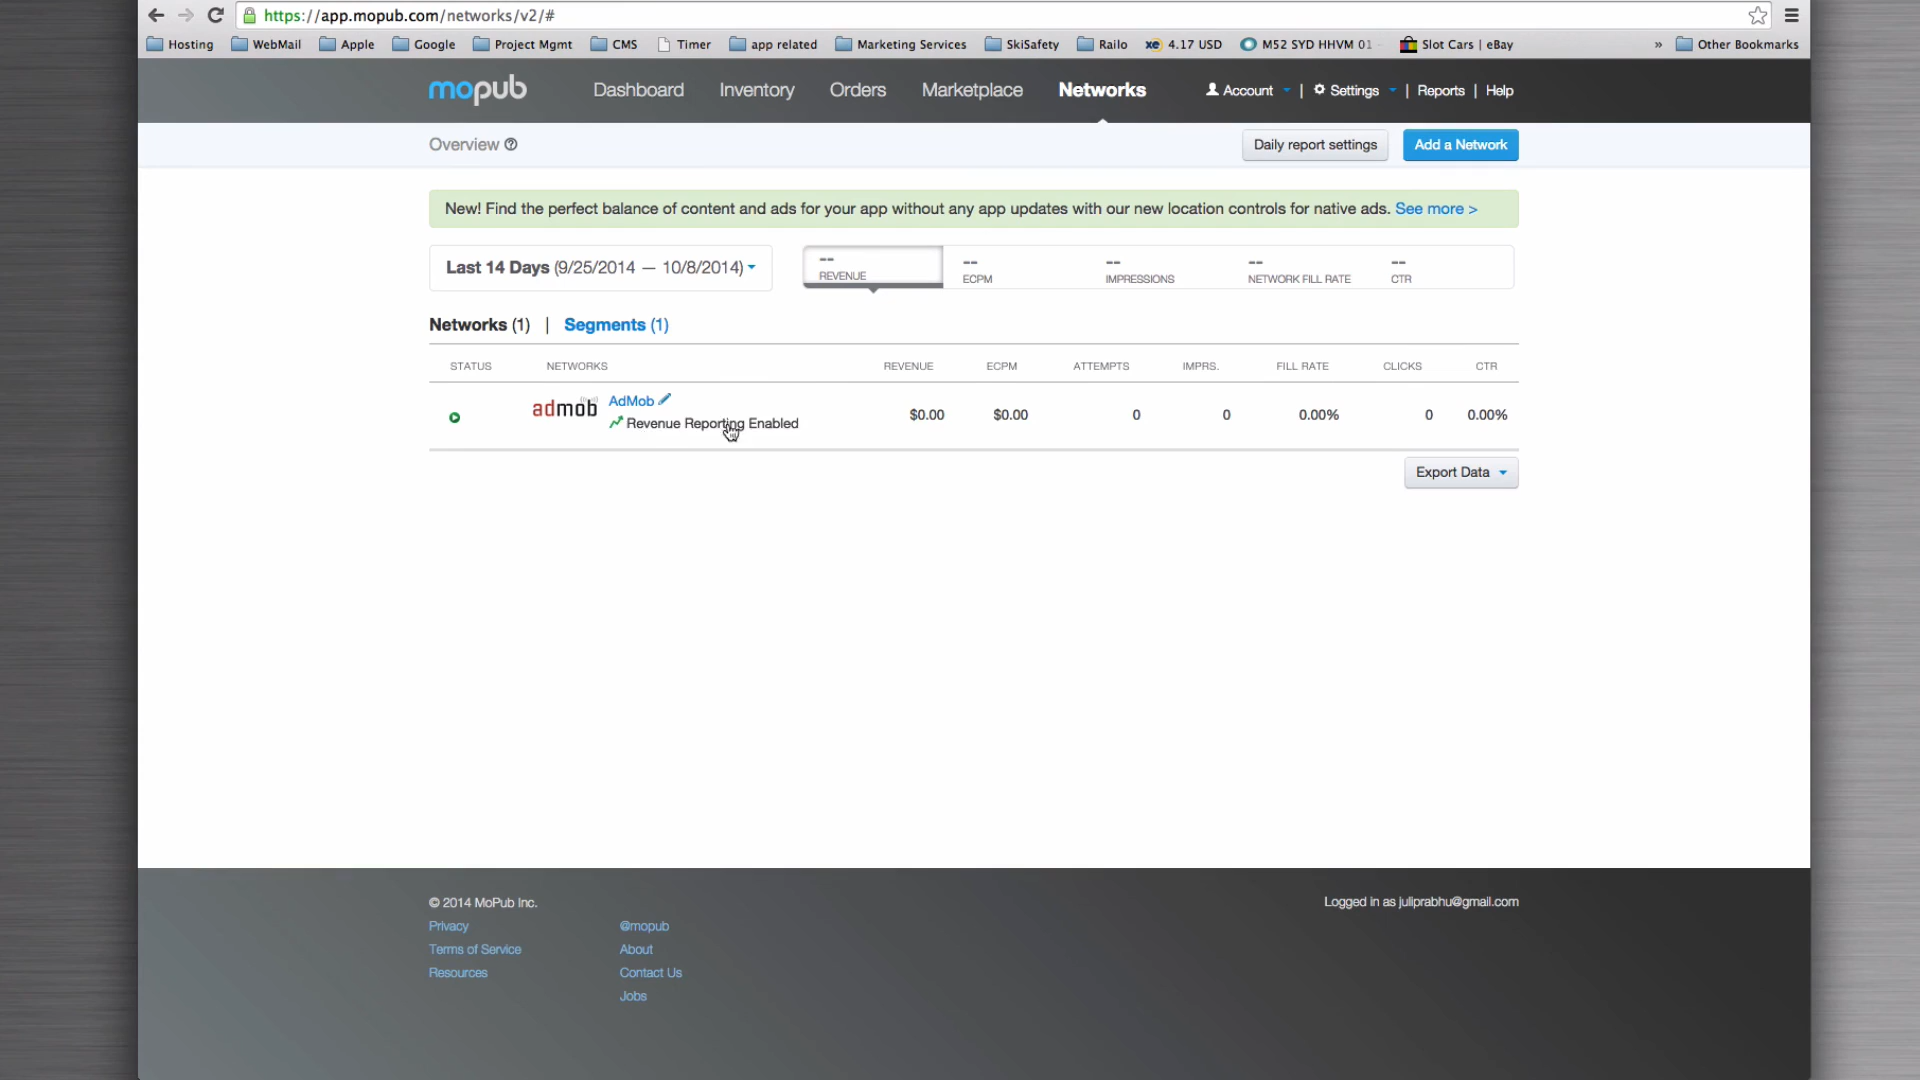 https://app.mopub.com/networks/v2/#
Hosting WebMail Apple Google Project Mgmt CMS Timer app related Marketing Services SkiSafety Railo xe 4.17 USD M52 SYD HHVM 01 Slot Cars | eBay » Other Bookmarks
mopub Dashboard Inventory Orders Marketplace Networks Account | Settings | Reports | Help
Overview Daily report settings Add a Network
New! Find the perfect balance of content and ads for your app without any app updates with our new location controls for native ads. See more >
Last 14 Days (9/25/2014 — 10/8/2014) -- -- -- -- --
REVENUE ECPM IMPRESSIONS NETWORK FILL RATE CTR
Networks (1) | Segments (1)
STATUS NETWORKS REVENUE ECPM ATTEMPTS IMPRS. FILL RATE CLICKS CTR
admob AdMob
Revenue Reporting Enabled $0.00 $0.00 0 0 0.00% 0 0.00%
Export Data
© 2014 MoPub Inc. Logged in as juliprabhu@gmail.com
Privacy @mopub
Terms of Service About
Resources Contact Us
Jobs